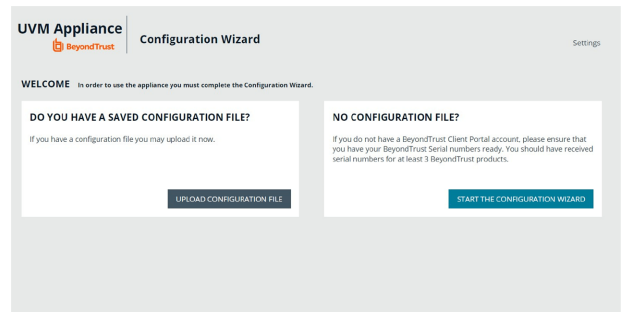 UVM Appliance
BeyondTrust
Configuration Wizard
Settings
WELCOME In order to use the appliance you must complete the Configuration Wizard.
DO YOU HAVE A SAVED CONFIGURATION FILE?
If you have a configuration file you may upload it now.
UPLOAD CONFIGURATION FILE
NO CONFIGURATION FILE?
If you do not have a BeyondTrust Client Portal account, please ensure that
you have your BeyondTrust Serial numbers ready. You should have received
serial numbers for at least 3 BeyondTrust products.
START THE CONFIGURATION WIZARD